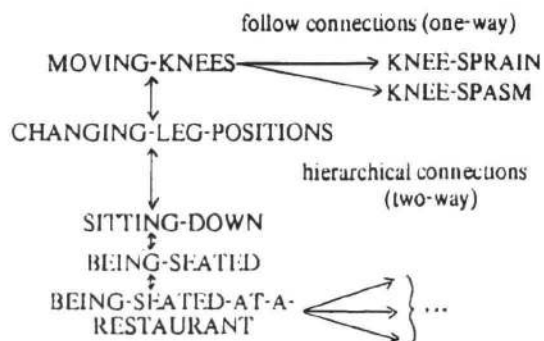 follow connections (one-way)
MOVING-KNEES KNEE-SPRAIN
KNEE-SPASM
CHANGING-LEG-POSITIONS
hierarchical connections
(two-way)
SITTING-DOWN
BEING-SEATED
BEING-SEATED-AT-A-
RESTAURANT ...